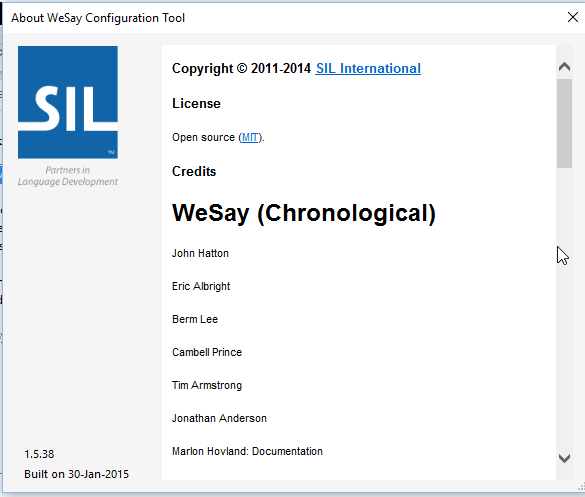 About WeSay Configuration Tool
SIL
TM
Partners in
Language Development
Copyright © 2011-2014 SIL International
License
Open source (MIT).
Credits
WeSay (Chronological)
John Hatton
Eric Albright
Berm Lee
Cambell Prince
Tim Armstrong
Jonathan Anderson
Marlon Hovland: Documentation
1.5.38
Built on 30-Jan-2015